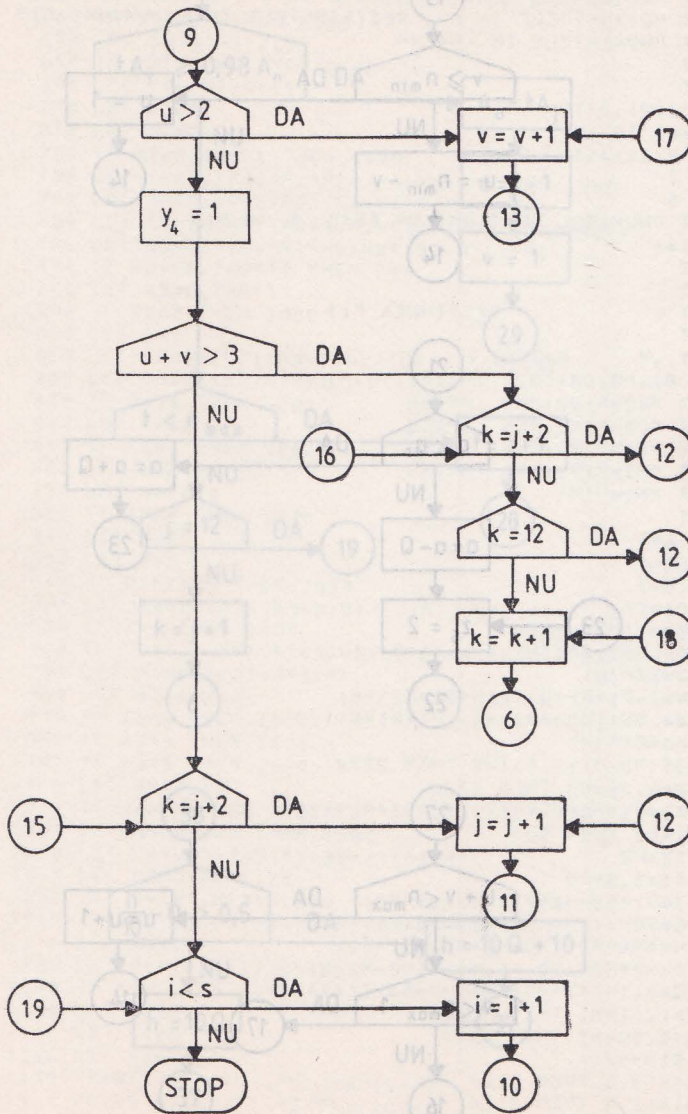 9
u > 2
DA
v = v + 1
17
NU
13
y₄ = 1
u + v > 3
DA
NU
k = j + 2
DA
16
12
NU
k = 12
DA
12
NU
k = k + 1
18
6
k = j + 2
DA
15
j = j + 1
12
NU
11
i < s
DA
19
i = j + 1
NU
STOP
10